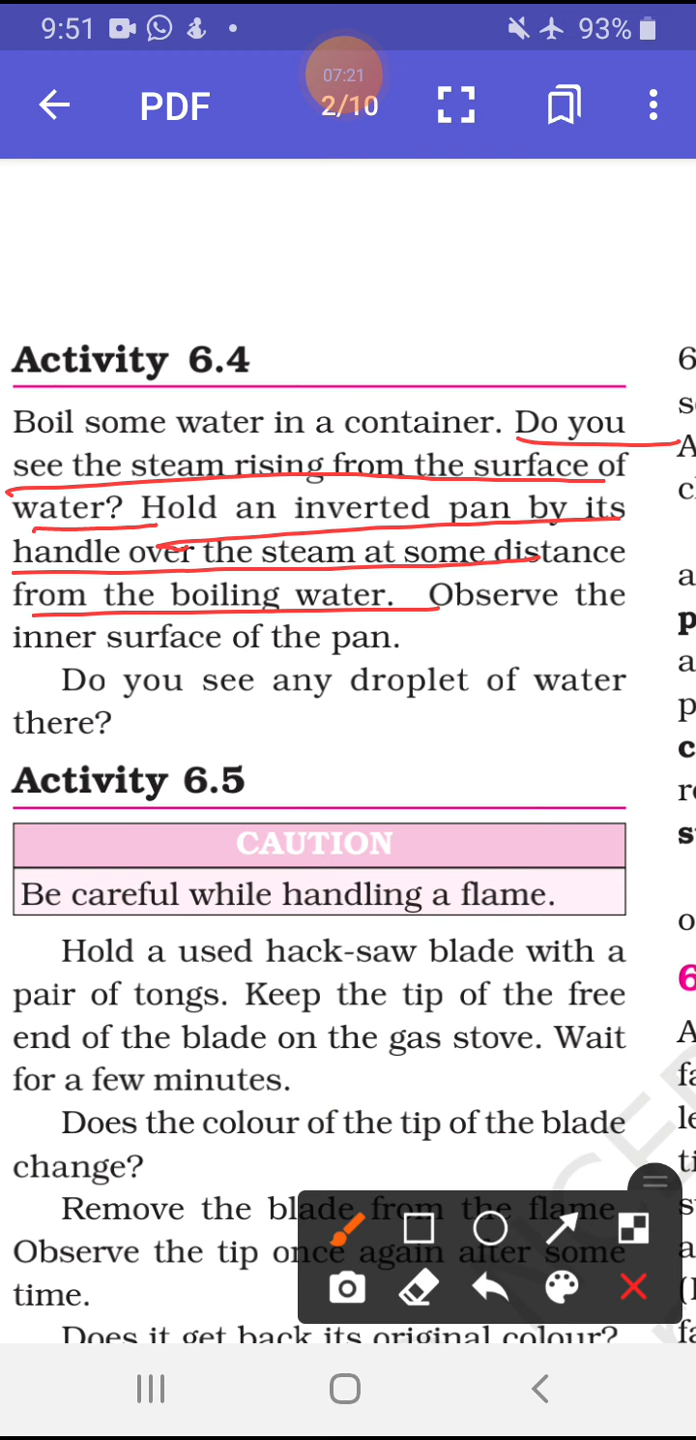 9:51
93%
07:21
PDF
2/10
Activity 6.4
Boil some water in a container. Do you
see the steam rising from the surface of
water? Hold an inverted pan by its
handle over the steam at some distance
from the boiling water. Observe the
inner surface of the pan.
Do you see any droplet of water
there?
Activity 6.5
CAUTION
Be careful while handling a flame.
Hold a used hack-saw blade with a
pair of tongs. Keep the tip of the free
end of the blade on the gas stove. Wait
for a few minutes.
Does the colour of the tip of the blade
change?
Remove the blade from the flame
Observe the tip once again after some
time.
Does it get back its original colour?